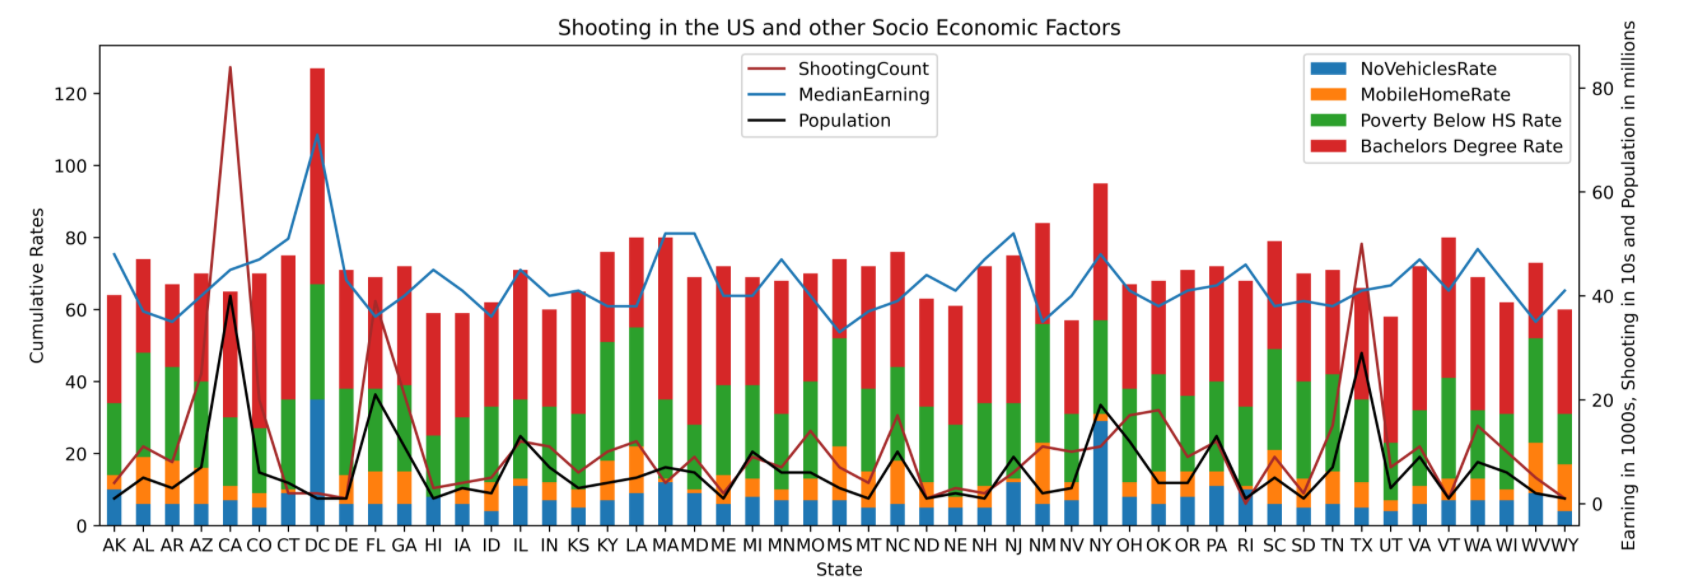 Shooting in the US and other Socio Economic Factors
ShootingCount
MedianEarning
Population
NoVehiclesRate
MobileHomeRate
Poverty Below HS Rate
Bachelors Degree Rate
Cumulative Rates
120
100
80
60
40
20
0
80
60
40
20
0
Earning in 1000s, Shooting in 10s and Population in millions
AK AL AR AZ CA CO CT DC DE FL GA HI IA ID IL IN KS KY LA MA MD ME MI MN MO MS MT NC ND NE NH NJ NM NV NY OH OK OR PA RI SC SD TN TX UT VA VT WA WI WV WY
State